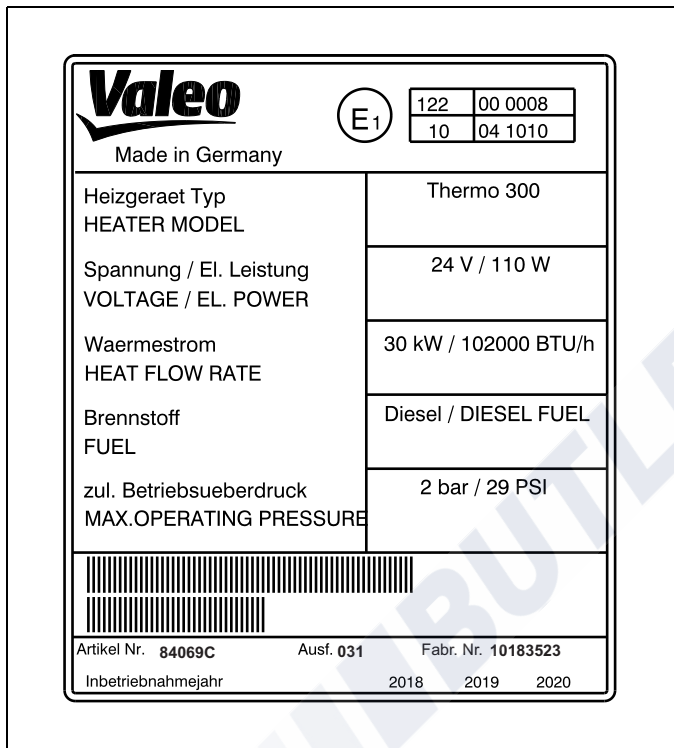 Valeo
Made in Germany
E1
122 00 0008
10 04 1010
Heizgeraet Typ
HEATER MODEL
Thermo 300
Spannung / El. Leistung
VOLTAGE / EL. POWER
24 V / 110 W
Waermestrom
HEAT FLOW RATE
30 kW / 102000 BTU/h
Brennstoff
FUEL
Diesel / DIESEL FUEL
zul. Betriebsueberdruck
MAX.OPERATING PRESSURE
2 bar / 29 PSI
Artikel Nr. 84069C Ausf. 031 Fabr. Nr. 10183523
Inbetriebnahmejahr 2018 2019 2020